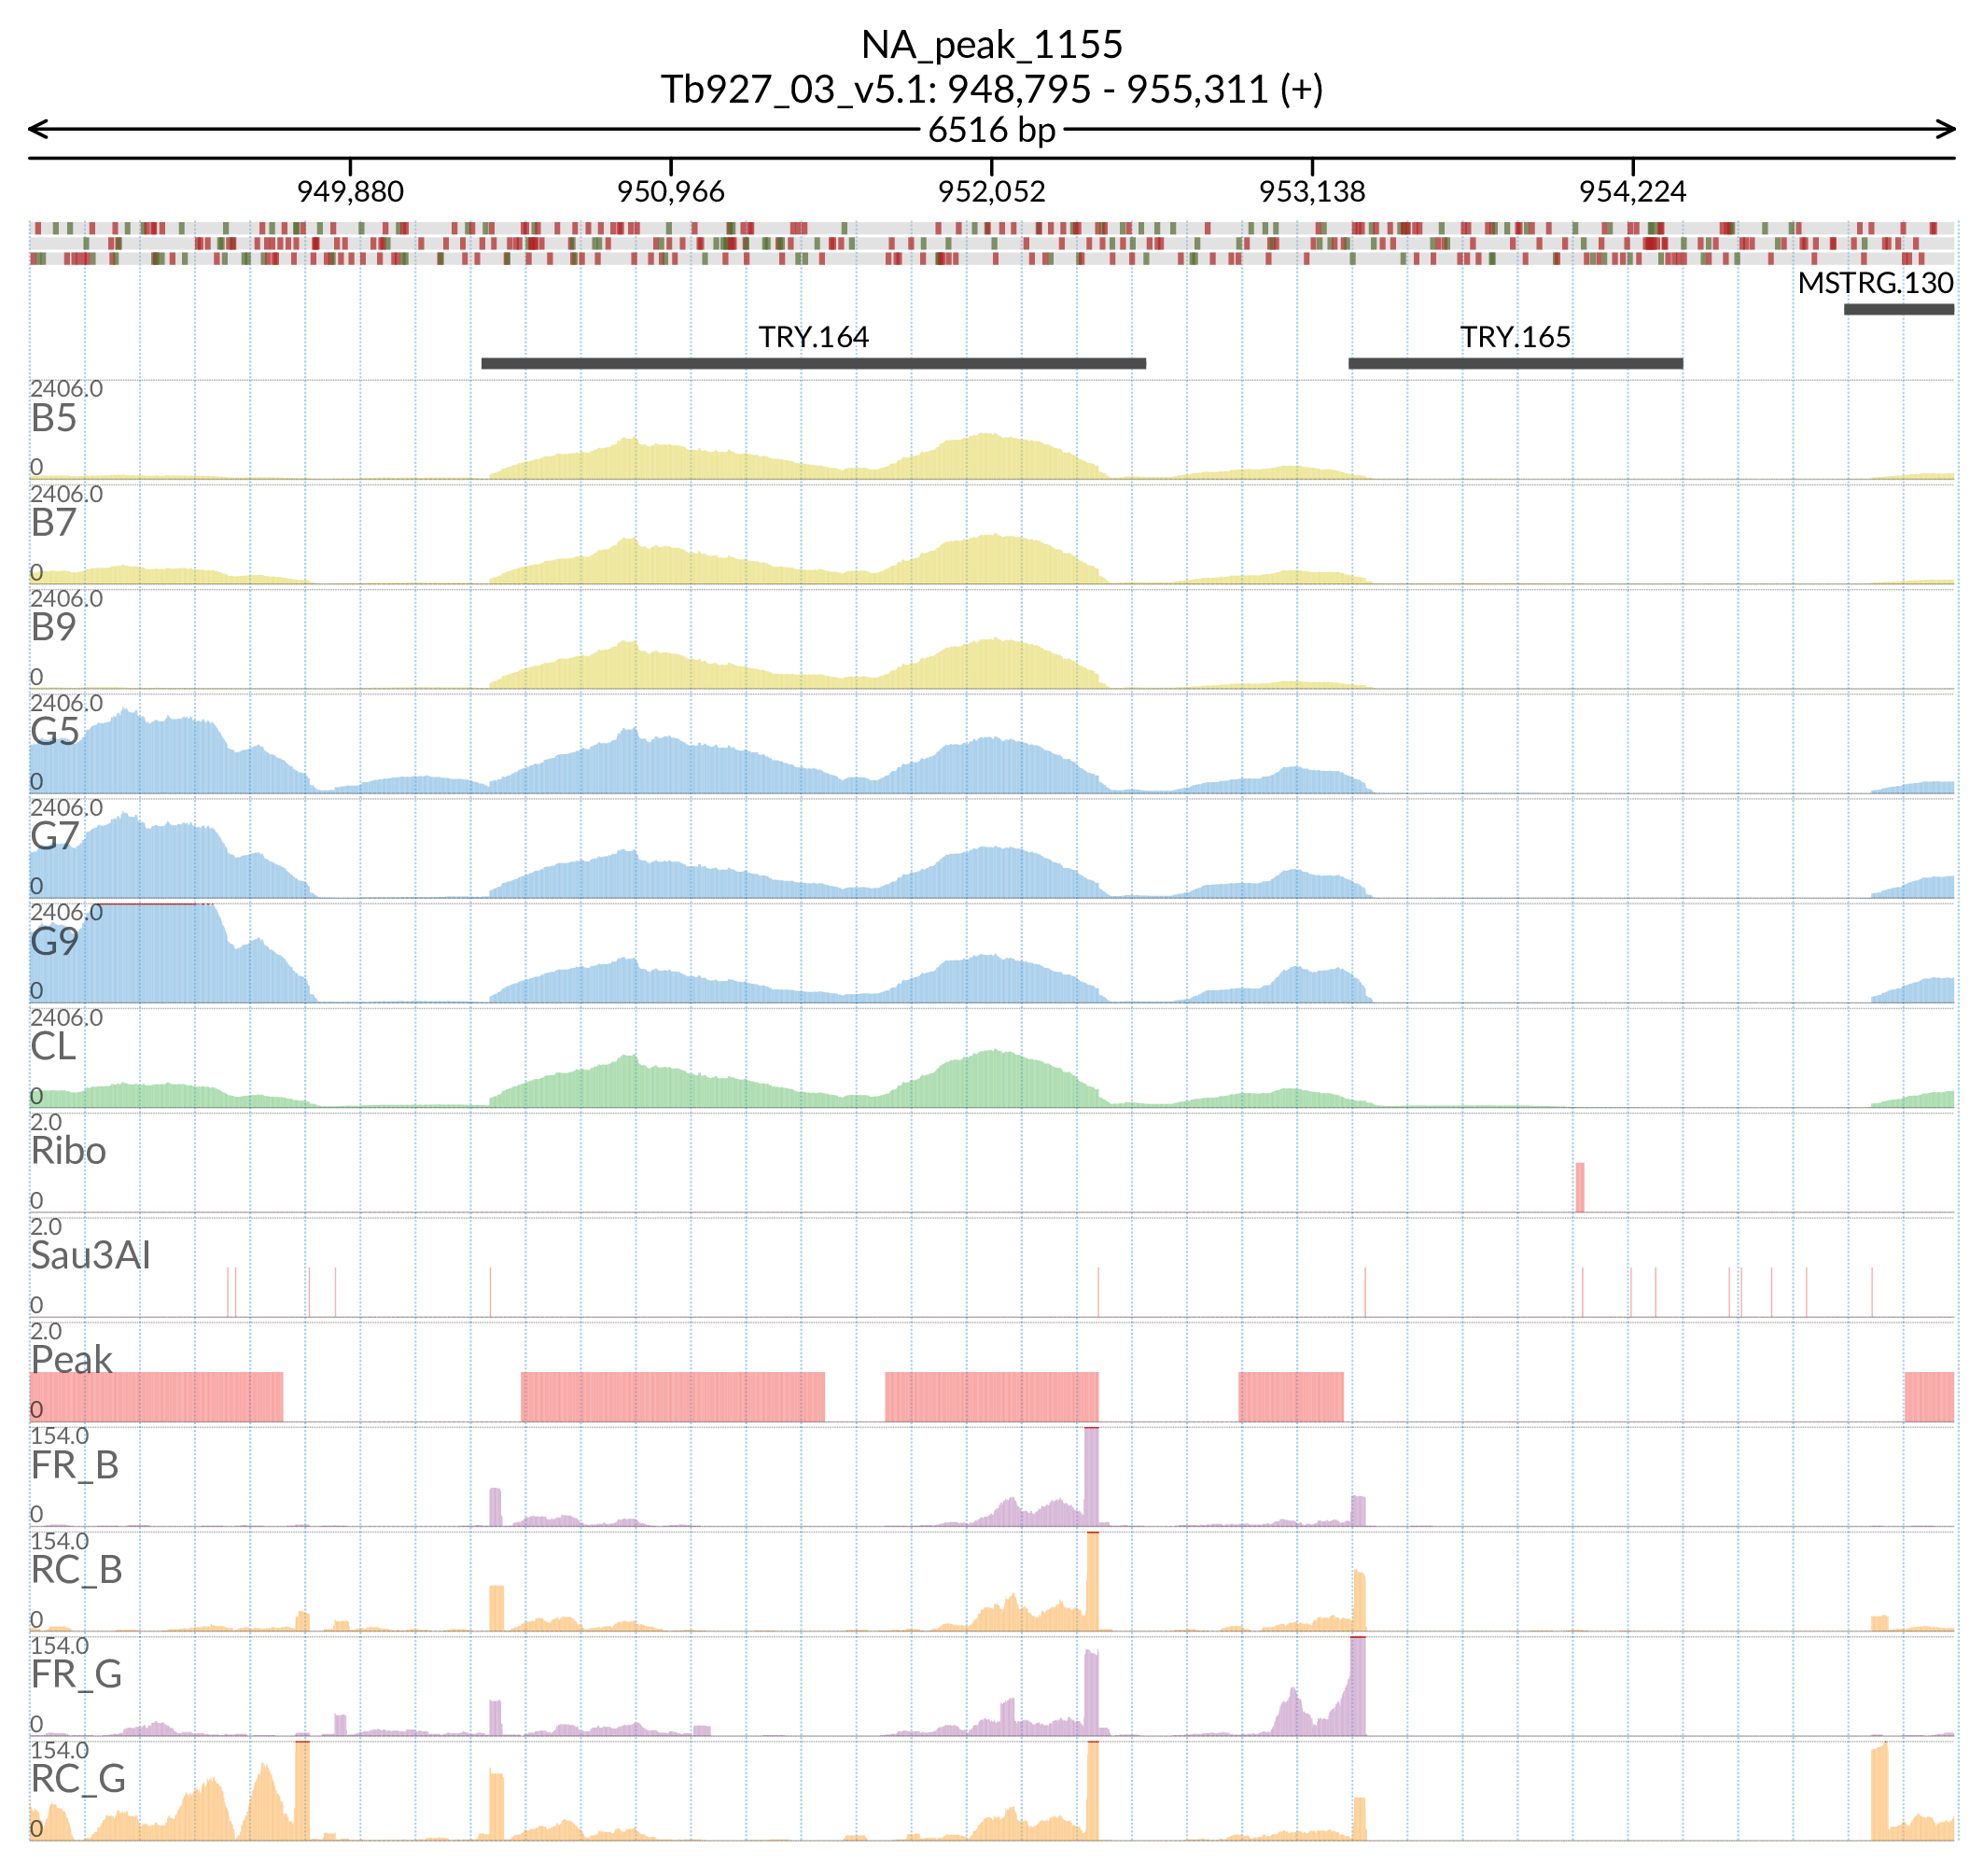 NA_peak_1155
Tb927_03_v5.1: 948,795 - 955,311 (+)
6516 bp
949,880 950,966 952,052 953,138 954,224
MSTRG.130
TRY.164 TRY.165
2406.0
B5
0
2406.0
B7
0
2406.0
B9
0
2406.0
G5
0
2406.0
G7
0
2406.0
G9
0
2406.0
CL
0
2.0
Ribo
0
2.0
Sau3AI
0
2.0
Peak
0
154.0
FR_B
0
154.0
RC_B
0
154.0
FR_G
0
154.0
RC_G
0